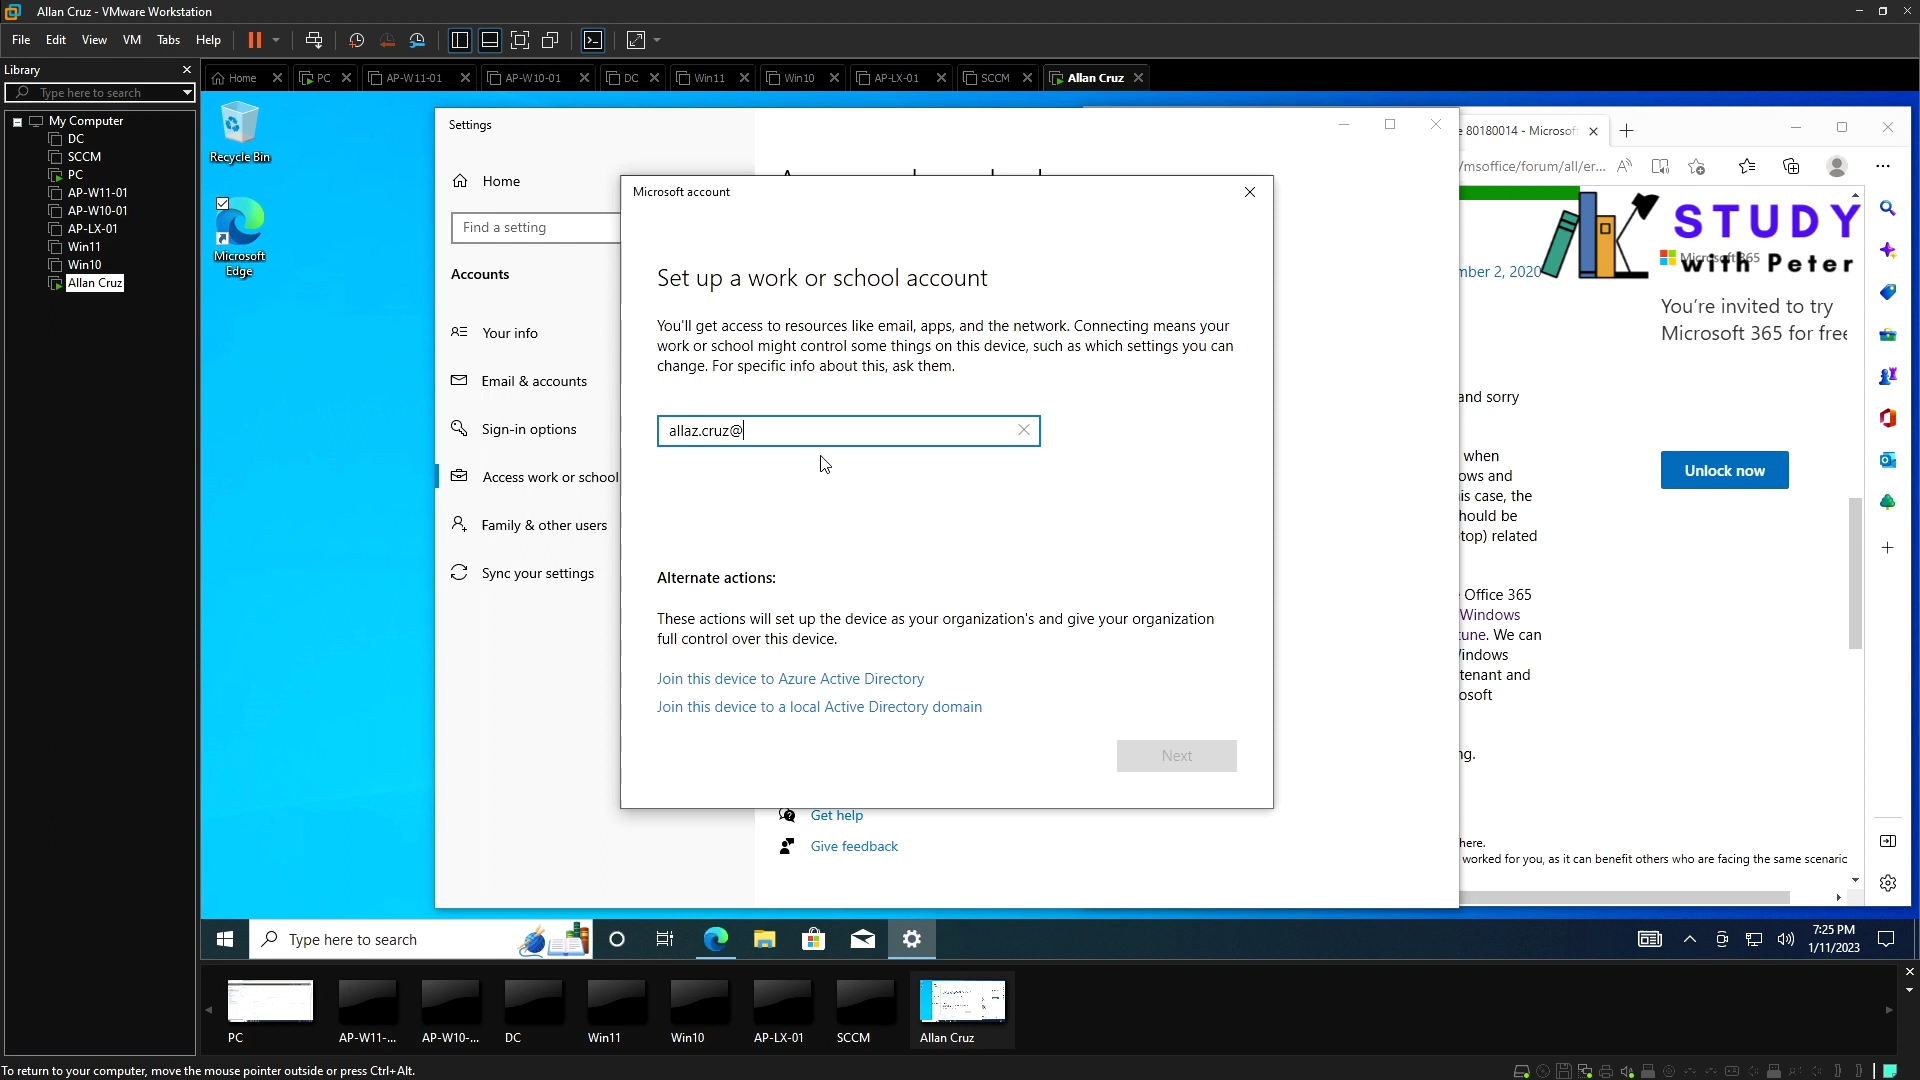 Allan Cruz - VMware Workstation
File Edit View VM Tabs Help
Library
Type here to search
My Computer
DC
SCCM
PC
AP-W11-01
AP-W10-01
AP-LX-01
Win11
Win10
Allan Cruz
Home PC AP-W11-01 AP-W10-01 DC Win11 Win10 AP-LX-01 SCCM Allan Cruz
Recycle Bin
Microsoft
Edge
Settings
Home
Find a setting
Accounts
Your info
Email & accounts
Sign-in options
Access work or school
Family & other users
Sync your settings
Microsoft account
Set up a work or school account
You'll get access to resources like email, apps, and the network. Connecting means your
work or school might control some things on this device, such as which settings you can
change. For specific info about this, ask them.
allaz.cruz@
Alternate actions:
These actions will set up the device as your organization's and give your organization
full control over this device.
Join this device to Azure Active Directory
Join this device to a local Active Directory domain
Next
Get help
Give feedback
e 80180014 - Microsof
/msoffice/forum/all/er...
STUDY
with Peter
Microsoft 365
mber 2, 2020
You're invited to try
Microsoft 365 for free
Unlock now
and sorry
when
ows and
is case, the
hould be
top) related
Office 365
Windows
tune. We can
Windows
tenant and
osoft
ng.
here.
worked for you, as it can benefit others who are facing the same scenario
Type here to search
7:25 PM
1/11/2023
PC AP-W11-... AP-W10-... DC Win11 Win10 AP-LX-01 SCCM Allan Cruz
To return to your computer, move the mouse pointer outside or press Ctrl+Alt.